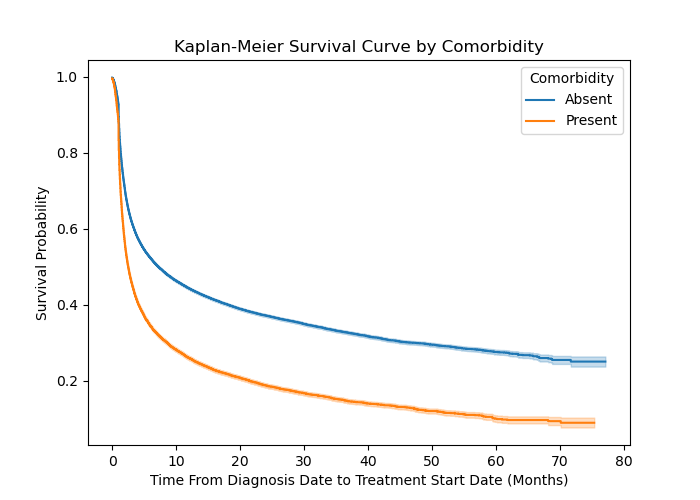 Kaplan-Meier Survival Curve by Comorbidity
Comorbidity
Absent
Present
Survival Probability
1.0
0.8
0.6
0.4
0.2
0 10 20 30 40 50 60 70 80
Time From Diagnosis Date to Treatment Start Date (Months)